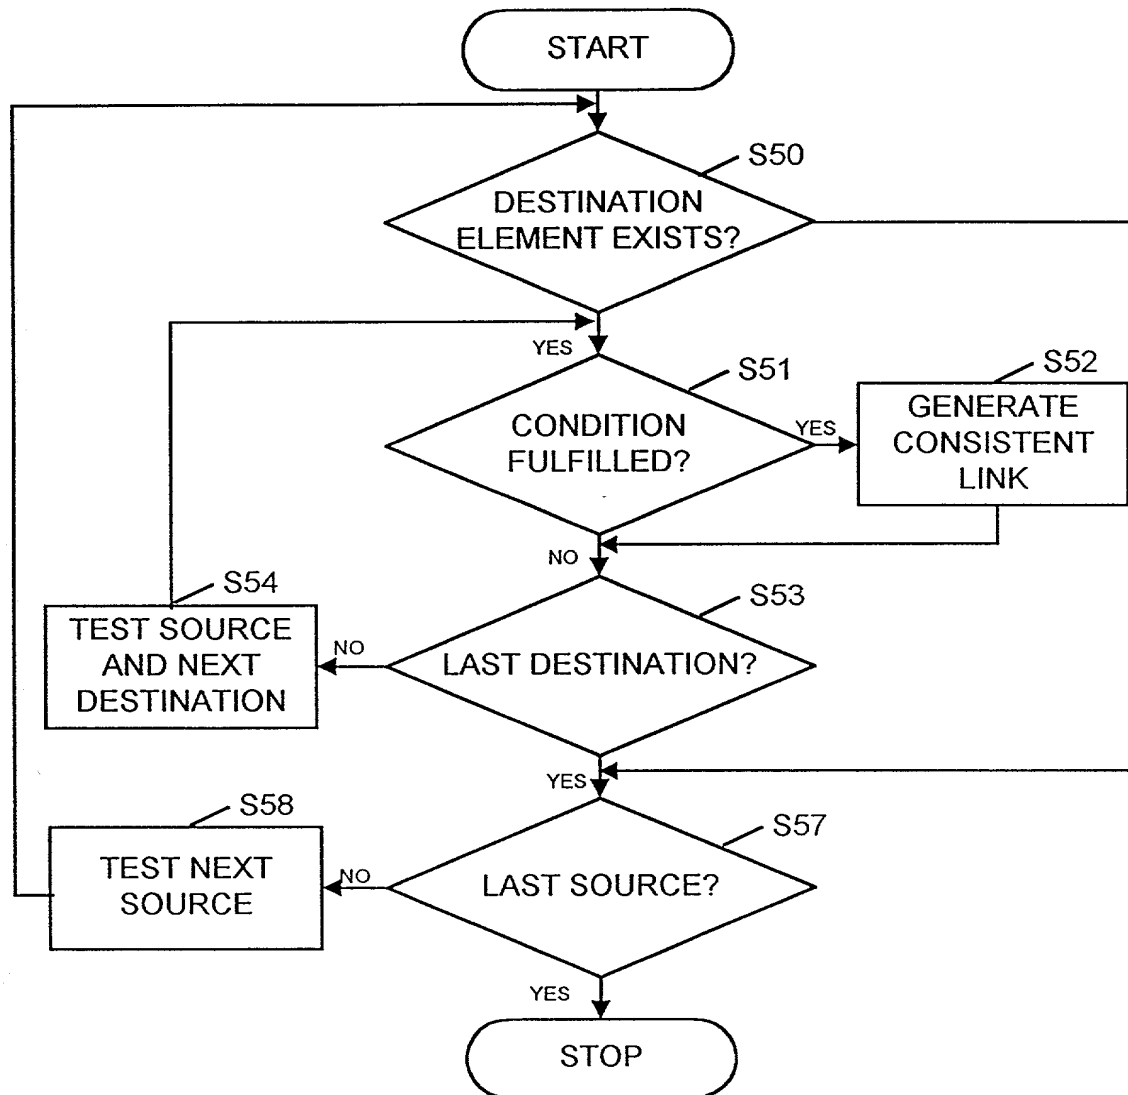 START
S50
DESTINATION
ELEMENT EXISTS?
YES
S51
CONDITION
FULFILLED?
YES
S52
GENERATE
CONSISTENT
LINK
NO
S54
TEST SOURCE
AND NEXT
DESTINATION
NO
S53
LAST DESTINATION?
YES
S58
TEST NEXT
SOURCE
NO
S57
LAST SOURCE?
YES
STOP